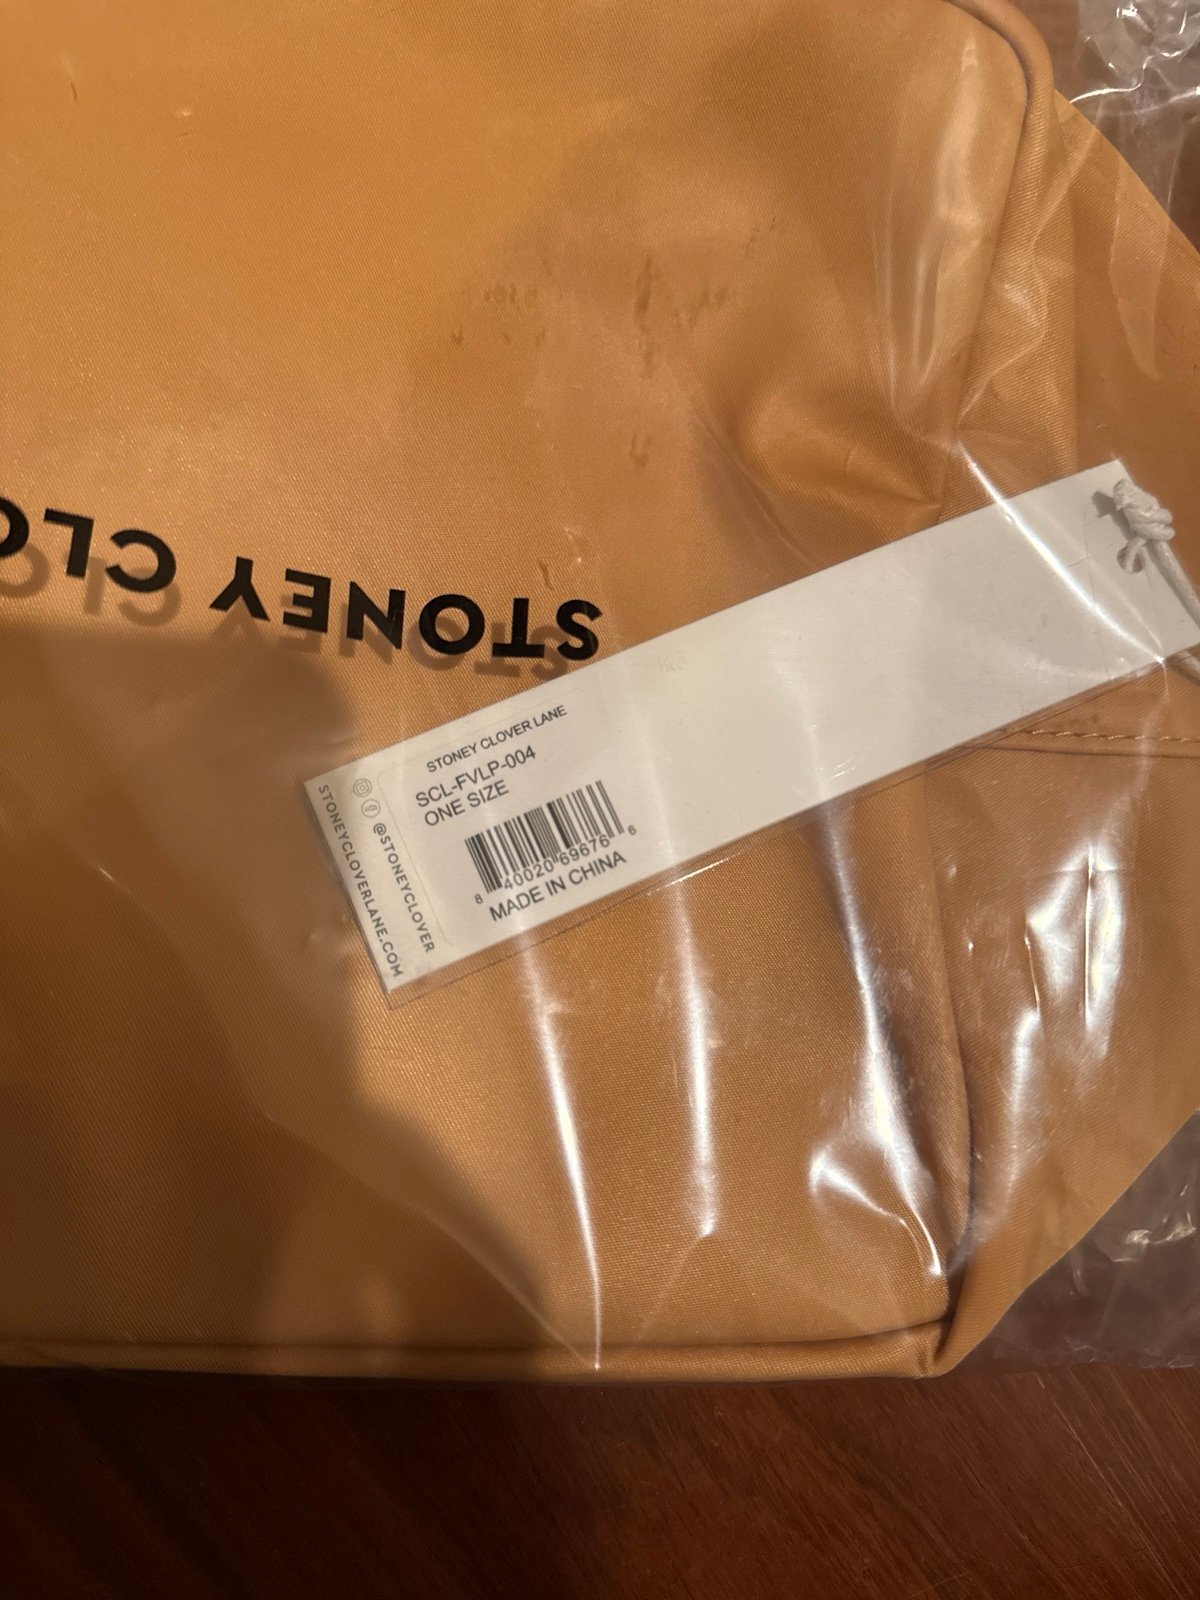 STONEY CLO
STONEY CLOVER LANE
SCL-FVLP-004
ONE SIZE
8 40020 69676 6
MADE IN CHINA
@STONEYCLOVER
STONEYCLOVERLANE.COM